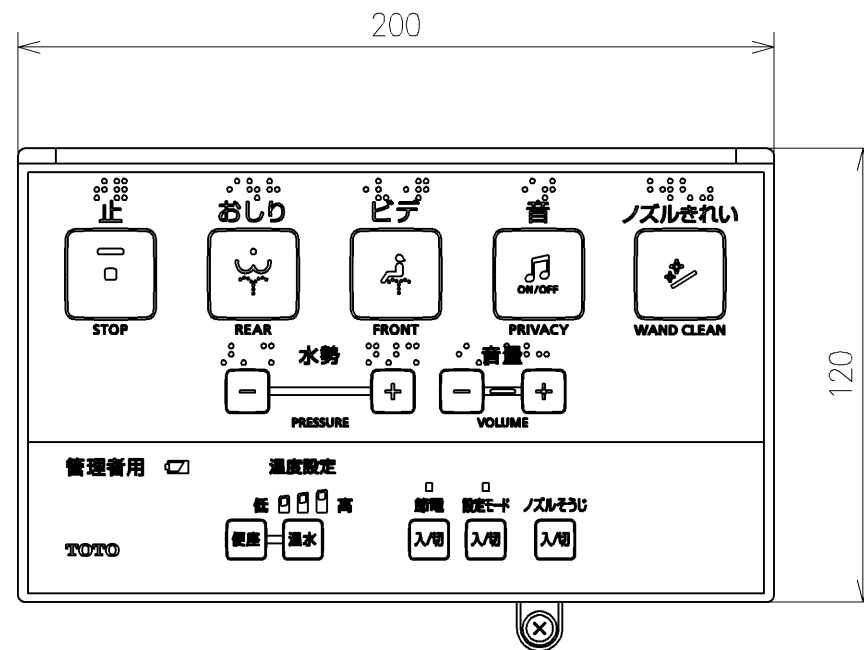 200
止 おしり ビデ 音 ノズルきれい
ON/OFF
STOP REAR FRONT PRIVACY WAND CLEAN
水勢 音量
− + − +
PRESSURE VOLUME
120
管理者用 温度設定
低 高 節電 設定モード ノズルそうじ
便座 温水 入/切 入/切 入/切
TOTO